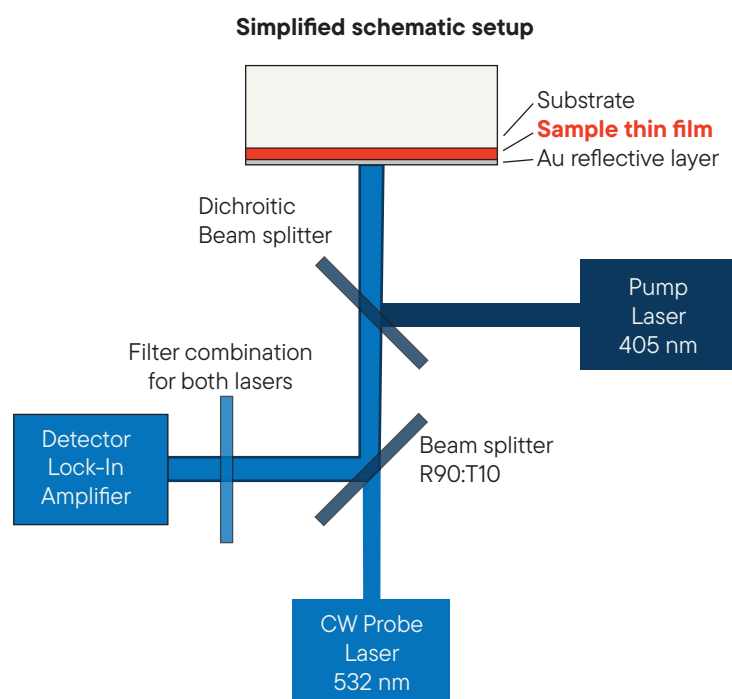 Simplified schematic setup
Substrate
Sample thin film
Au reflective layer
Dichroitic
Beam splitter
Pump
Laser
405 nm
Filter combination
for both lasers
Detector
Lock-In
Amplifier
Beam splitter
R90:T10
CW Probe
Laser
532 nm